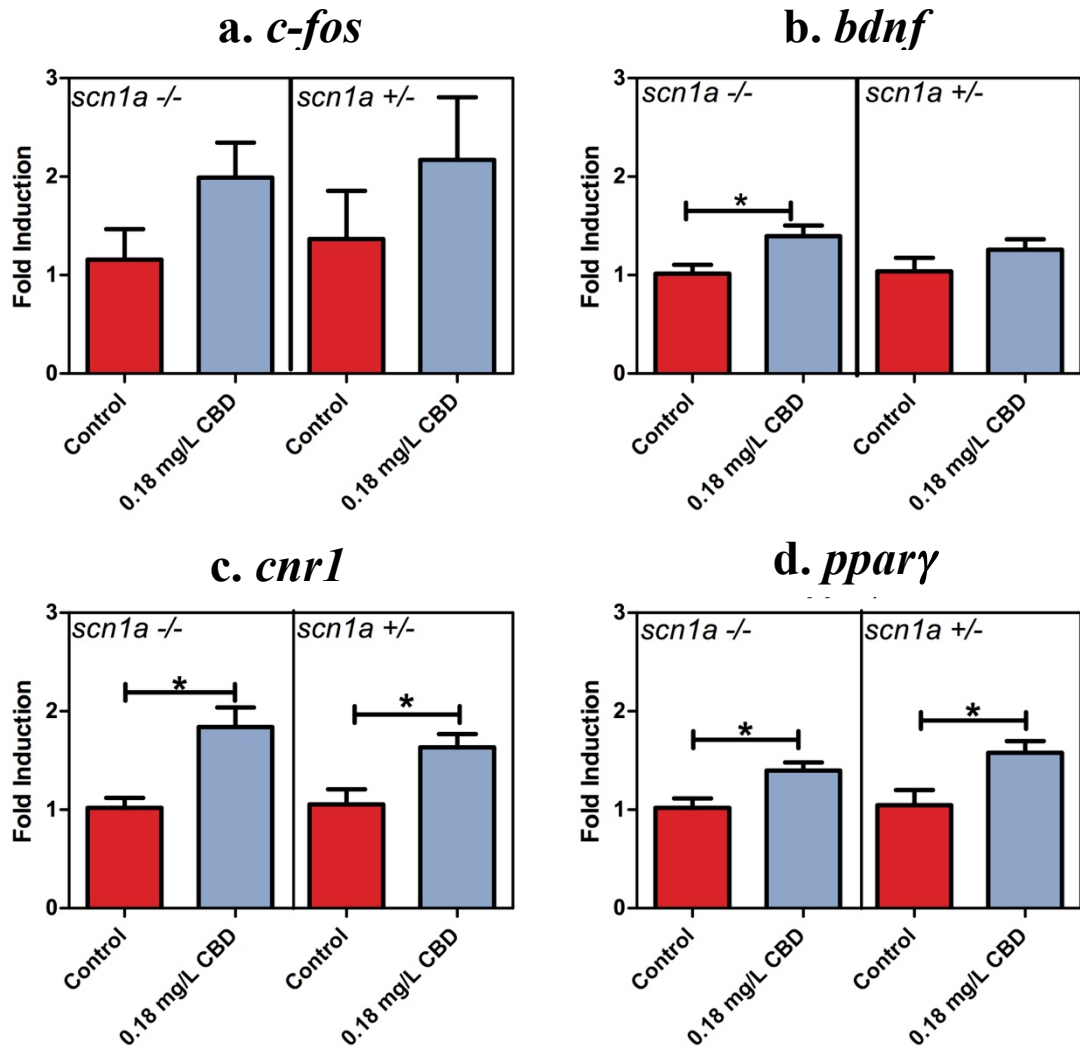 a. c-fos
3
2
1
0
Fold Induction
scn1a -/-
scn1a +/-
Control
0.18 mg/L CBD
Control
0.18 mg/L CBD
b. bdnf
3
2
1
0
Fold Induction
scn1a -/-
scn1a +/-
*
Control
0.18 mg/L CBD
Control
0.18 mg/L CBD
c. cnr1
3
2
1
0
Fold Induction
scn1a -/-
scn1a +/-
*
*
Control
0.18 mg/L CBD
Control
0.18 mg/L CBD
d. pparγ
3
2
1
0
Fold Induction
scn1a -/-
scn1a +/-
*
*
Control
0.18 mg/L CBD
Control
0.18 mg/L CBD